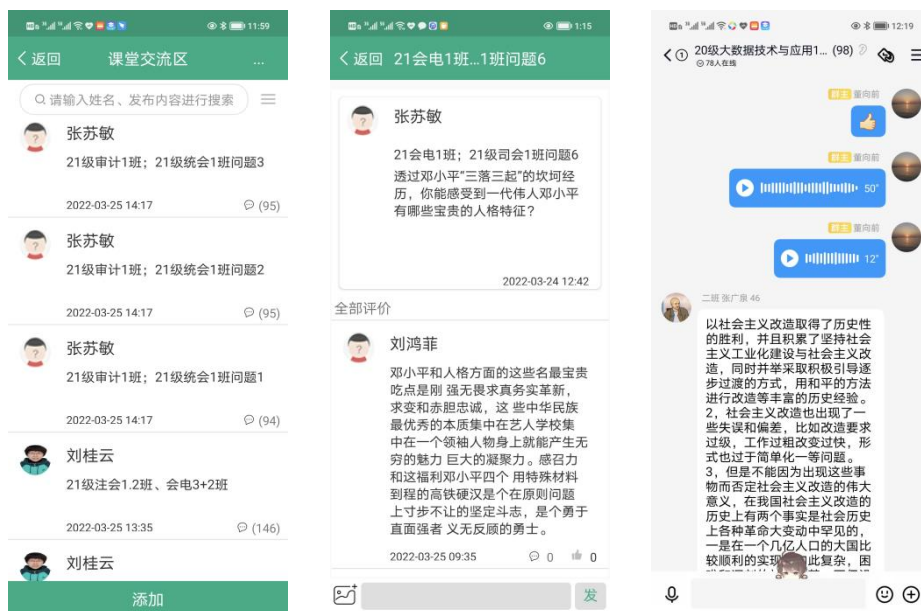 11:59
返回
课堂交流区
...
请输入姓名、发布内容进行搜索
张苏敏
21级审计1班；21级统会1班问题3
2022-03-25 14:17
(95)
张苏敏
21级审计1班；21级统会1班问题2
2022-03-25 14:17
(95)
张苏敏
21级审计1班；21级统会1班问题1
2022-03-25 14:17
(94)
刘桂云
21级注会1.2班、会电3+2班
2022-03-25 13:35
(146)
刘桂云
添加
1:15
返回
21会电1班...1班问题6
张苏敏
21会电1班；21级司会1班问题6
透过邓小平“三落三起”的坎坷经
历，你能感受到一代伟人邓小平
有哪些宝贵的人格特征？
2022-03-24 12:42
全部评价
刘鸿菲
邓小平和人格方面的这些名最宝贵
吃点是刚 强无畏求真务实革新，
求变和赤胆忠诚，这 些中华民族
最优秀的本质集中在艺人学校集
中在一个领袖人物身上就能产生无
穷的魅力 巨大的凝聚力。感召力
和这福利邓小平四个 用特殊材料
到程的高铁硬汉是个在原则问题
上寸步不让的坚定斗志，是个勇于
直面强者 义无反顾的勇士。
2022-03-25 09:35
0
0
发
12:19
1
20级大数据技术与应用1... (98)
78人在线
群主 董向前
群主 董向前
50"
群主 董向前
12"
二班 张广泉 46
以社会主义改造取得了历史性
的胜利，并且积累了坚持社会
主义工业化建设与社会主义改
造，同时并举采取积极引导逐
步过渡的方式，用和平的方法
进行改造等丰富的历史经验。
2，社会主义改造也出现了一
些失误和偏差，比如改造要求
过级，工作过粗改变过快，形
式也过于简单化一等问题。
3，但是不能因为出现这些事
物而否定社会主义改造的伟大
意义，在我国社会主义改造的
历史上有两个事实是社会历史
上各种革命大变动中罕见的，
一是在一个几亿人口的大国比
较顺利的实现 如此复杂，困